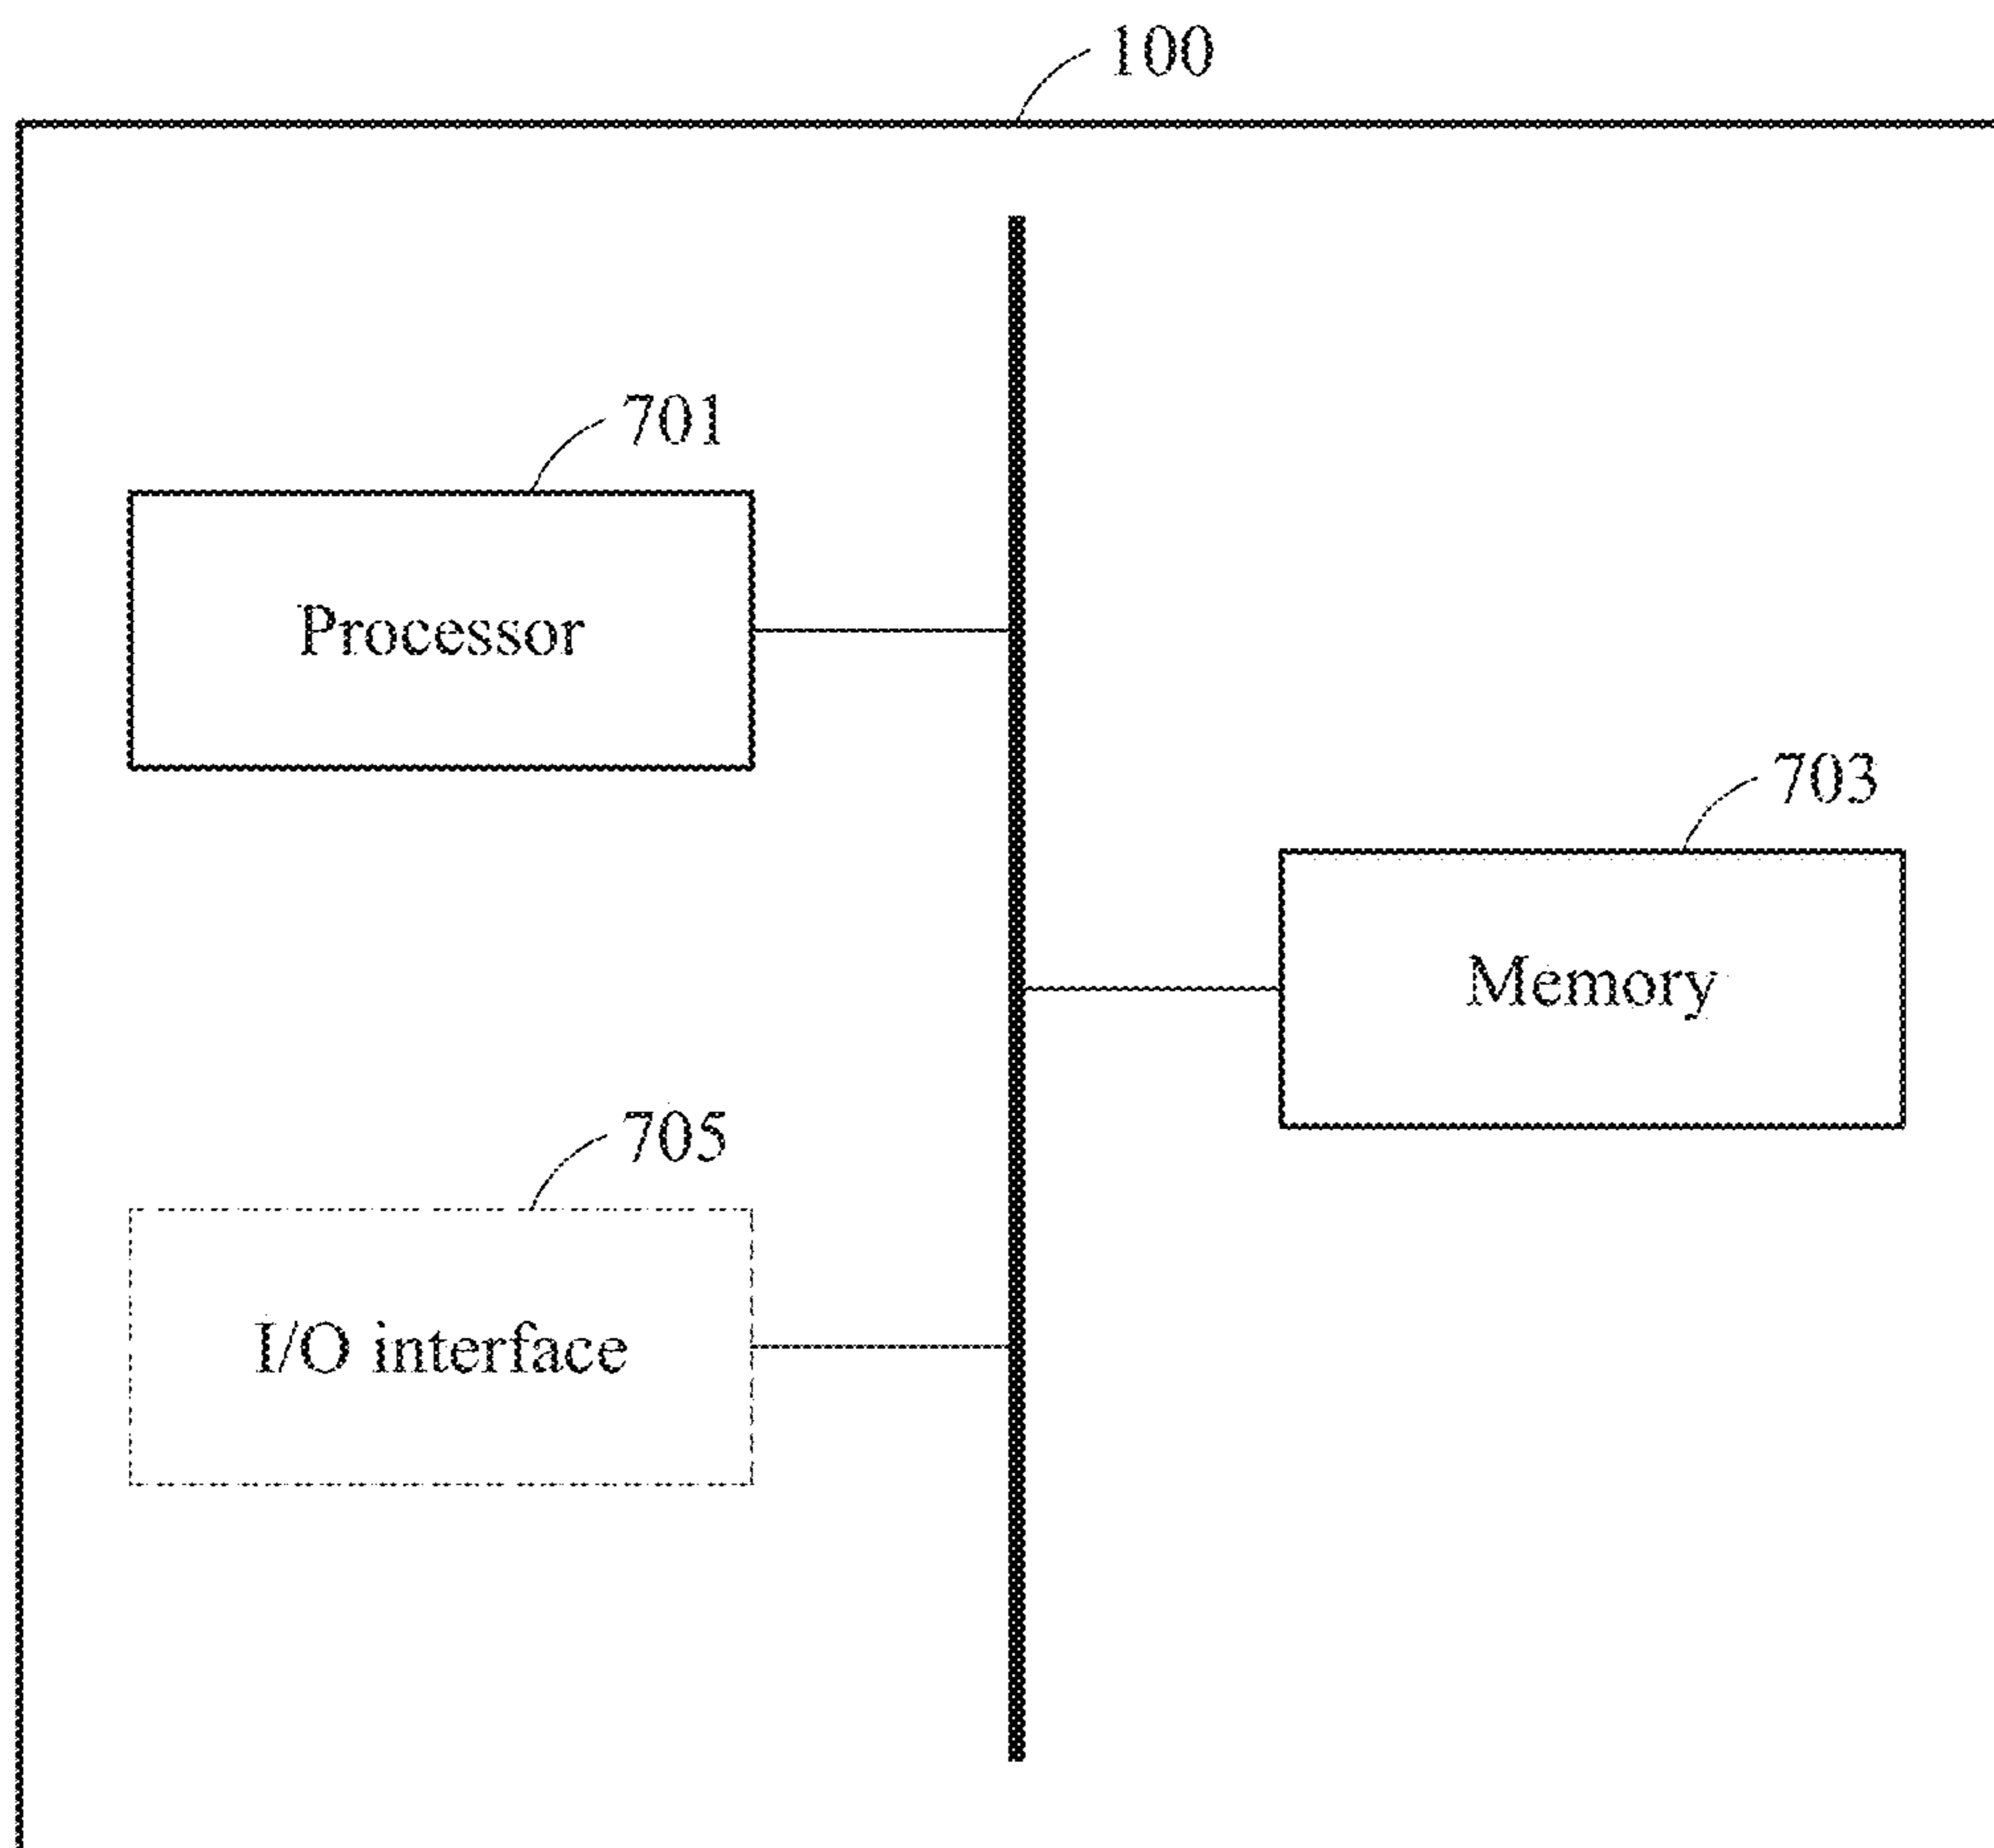 100
701
Processor
703
Memory
705
I/O interface